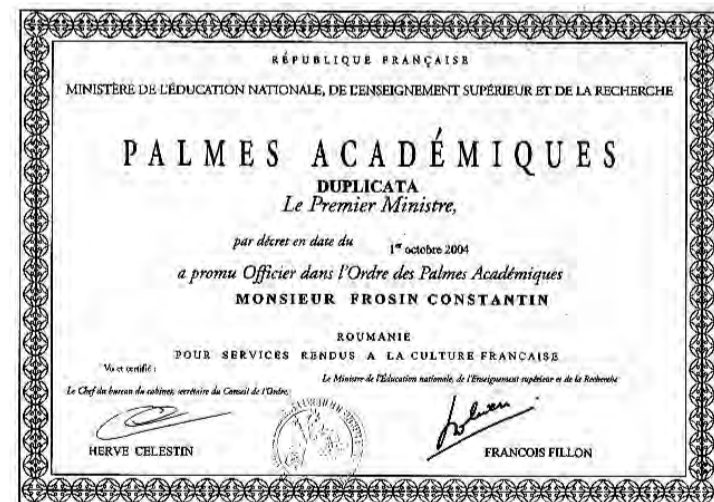 RÉPUBLIQUE FRANÇAISE
MINISTÈRE DE L'ÉDUCATION NATIONALE, DE L'ENSEIGNEMENT SUPÉRIEUR ET DE LA RECHERCHE
PALMES ACADÉMIQUES
DUPLICATA
Le Premier Ministre,
par décret en date du 1er octobre 2004
a promu Officier dans l'Ordre des Palmes Académiques
MONSIEUR FROSIN CONSTANTIN
ROUMANIE
POUR SERVICES RENDUS A LA CULTURE FRANÇAISE
Vu et certifié :
Le Ministre de l'Éducation nationale, de l'Enseignement supérieur et de la Recherche
Le Chef du bureau du cabinet, secrétaire du Conseil de l'Ordre,
HERVE CELESTIN
FRANCOIS FILLON